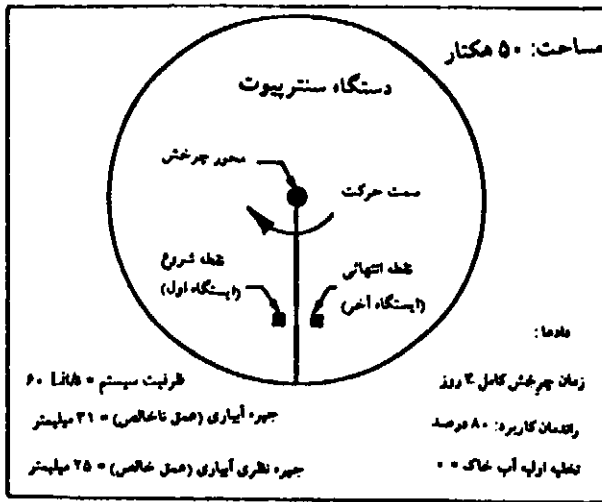 مساحت: ۵۰ هکتار
دستگاه سنترپیوت
محور چرخش
سمت حرکت
نقطه شروع
(ایستگاه اول)
نقطه انتهائی
(ایستگاه آخر)
دادها:
زمان چرخش کامل ۳ روز
راندمان کاربرد: ۸۰ درصد
تخلیه اولیه آب خاک = ۰
ظرفیت سیستم = ۶۰ Lit/s
جیره آبیاری (عمق ناخالص) = ۳۱ میلیمتر
جیره نظری آبیاری (عمق خالص) = ۲۵ میلیمتر